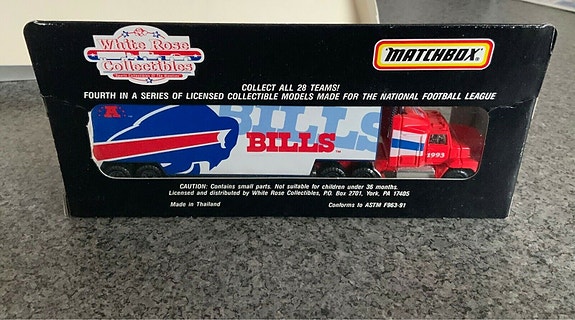 White Rose
Collectibles
MATCHBOX
COLLECT ALL 28 TEAMS!
FOURTH IN A SERIES OF LICENSED COLLECTIBLE MODELS MADE FOR THE NATIONAL FOOTBALL LEAGUE
A
BILLS
BILLS
1993
CAUTION: Contains small parts. Not suitable for children under 36 months.
Licensed and distributed by White Rose Collectibles, P.O. Box 2701, York, PA 17405
Made in Thailand
Conforms to ASTM F963-91